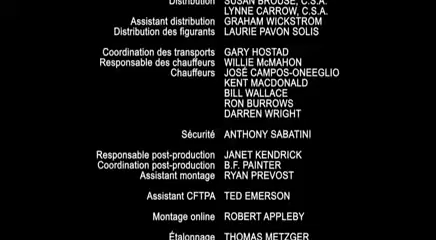 Distribution SUSAN BROUSE, C.S.A.
LYNNE CARROW, C.S.A.
Assistant distribution GRAHAM WICKSTROM
Distribution des figurants LAURIE PAVON SOLIS
Coordination des transports GARY HOSTAD
Responsable des chauffeurs WILLIE McMAHON
Chauffeurs JOSÉ CAMPOS-ONEEGLIO
KENT MACDONALD
BILL WALLACE
RON BURROWS
DARREN WRIGHT
Sécurité ANTHONY SABATINI
Responsable post-production JANET KENDRICK
Coordination post-production B.F. PAINTER
Assistant montage RYAN PREVOST
Assistant CFTPA TED EMERSON
Montage online ROBERT APPLEBY
Étalonnage THOMAS METZGER